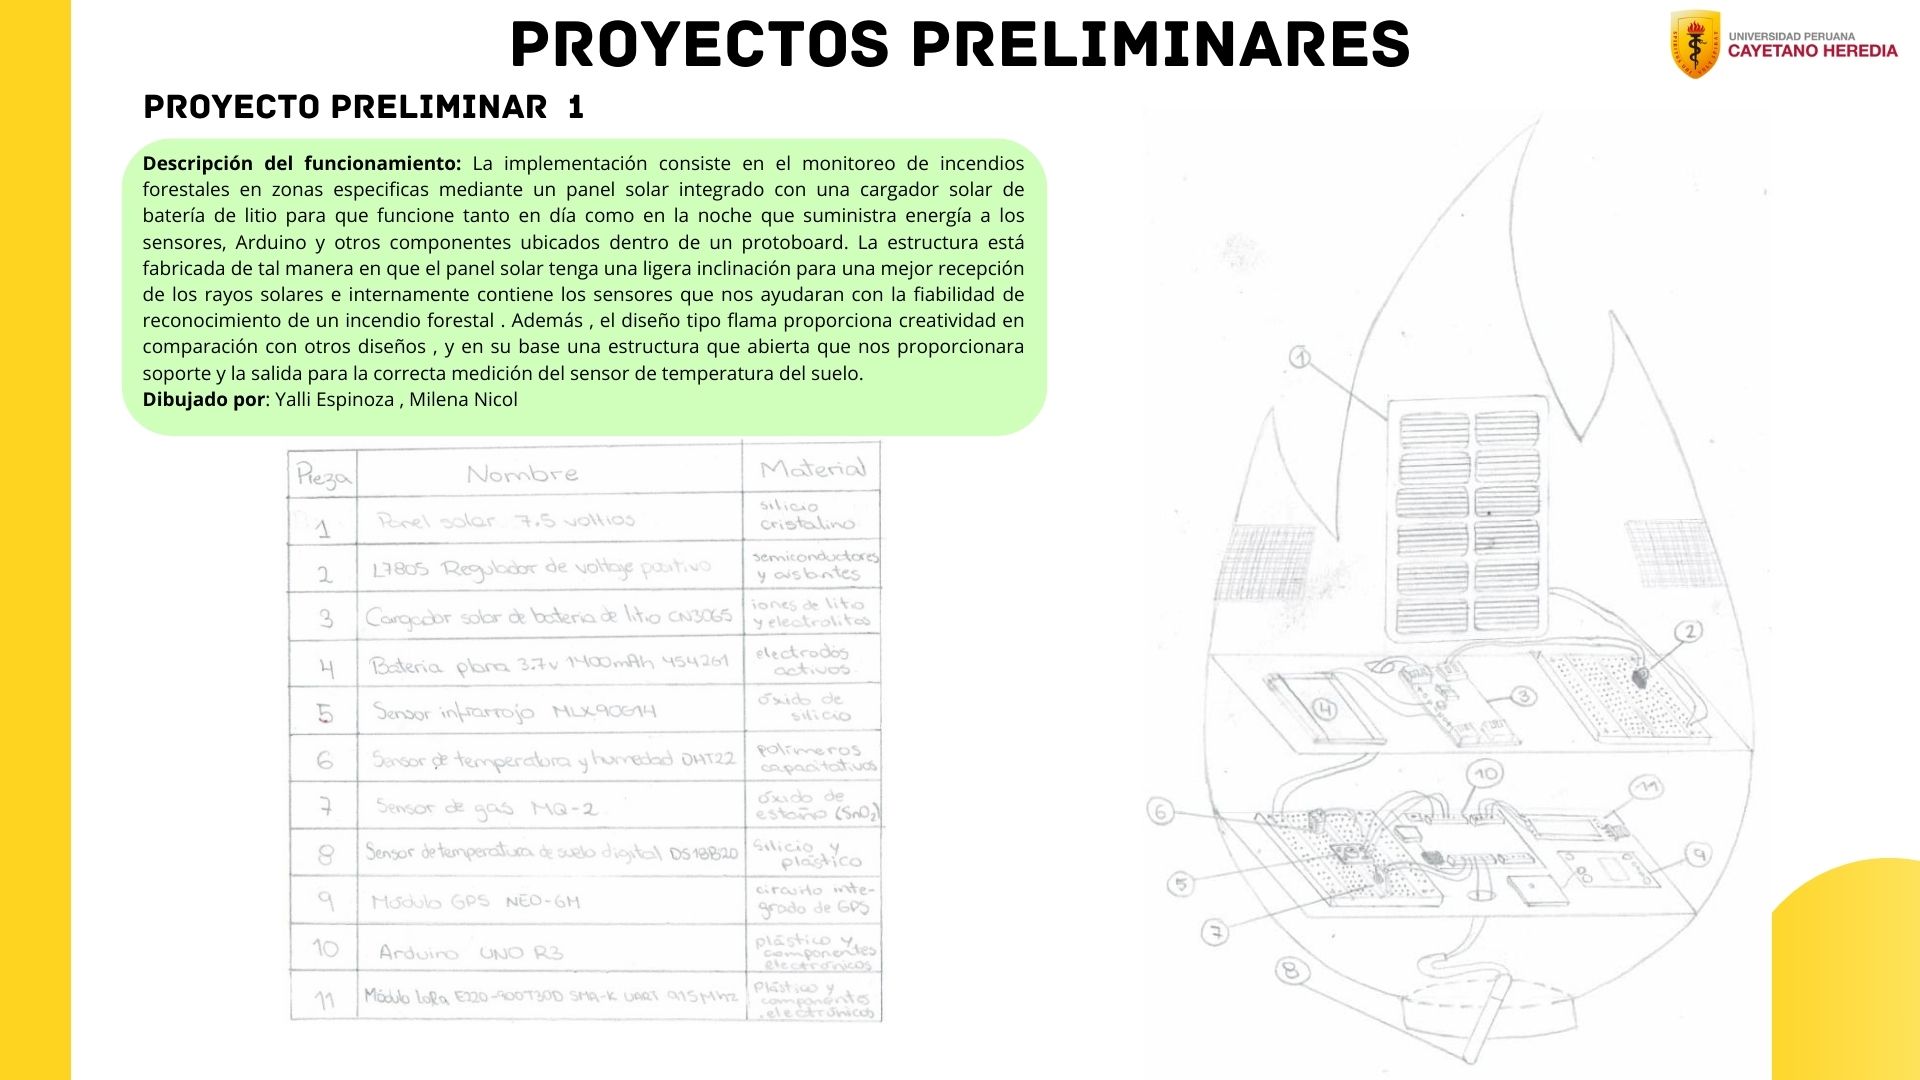 PROYECTOS PRELIMINARES
UNIVERSIDAD PERUANA
CAYETANO HEREDIA
PROYECTO PRELIMINAR 1
Descripción del funcionamiento: La implementación consiste en el monitoreo de incendios
forestales en zonas especificas mediante un panel solar integrado con una cargador solar de
batería de litio para que funcione tanto en día como en la noche que suministra energía a los
sensores, Arduino y otros componentes ubicados dentro de un protoboard. La estructura está
fabricada de tal manera en que el panel solar tenga una ligera inclinación para una mejor recepción
de los rayos solares e internamente contiene los sensores que nos ayudaran con la fiabilidad de
reconocimiento de un incendio forestal . Además , el diseño tipo flama proporciona creatividad en
comparación con otros diseños , y en su base una estructura que abierta que nos proporcionara
soporte y la salida para la correcta medición del sensor de temperatura del suelo.
Dibujado por: Yalli Espinoza , Milena Nicol
Pieza Nombre Material
1 Panel solar 7.5 voltios silicio
cristalino
2 L7805 Regulador de voltaje positivo semiconductores
y aislantes
3 Cargador solar de bateria de litio CN3065 iones de litio
y electrolitos
4 Bateria plana 3.7v 1400mAh 454261 electrodos
activos
5 Sensor infrarrojo MLX90614 óxido de
silicio
6 Sensor de temperatura y humedad DHT22 polimeros
capacitativos
7 Sensor de gas MQ-2 óxido de
estaño (SnO2)
8 Sensor de temperatura de suelo digital DS18B20 Silicio y
plástico
9 Módulo GPS NEO-6M circuito inte-
grado de GPS
10 Arduino UNO R3 plástico y
componentes
electrónicos
11 Módulo LoRa E220-900T30D SMA-K UART 915Mhz Plástico y
componentes
electrónicos
1
2
3
4
10
11
6
9
5
7
8